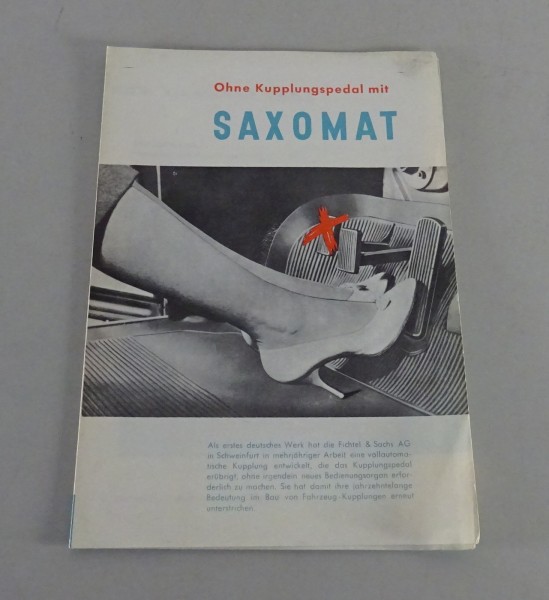 Ohne Kupplungspedal mit
SAXOMAT
Als erstes deutsches Werk hat die Fichtel & Sachs AG
in Schweinfurt in mehrjähriger Arbeit eine vollautoma-
tische Kupplung entwickelt, die das Kupplungspedal
erübrigt, ohne irgendein neues Bedienungsorgan erfor-
derlich zu machen. Sie hat damit ihre jahrzehntelange
Bedeutung im Bau von Fahrzeug-Kupplungen erneut
unterstrichen.